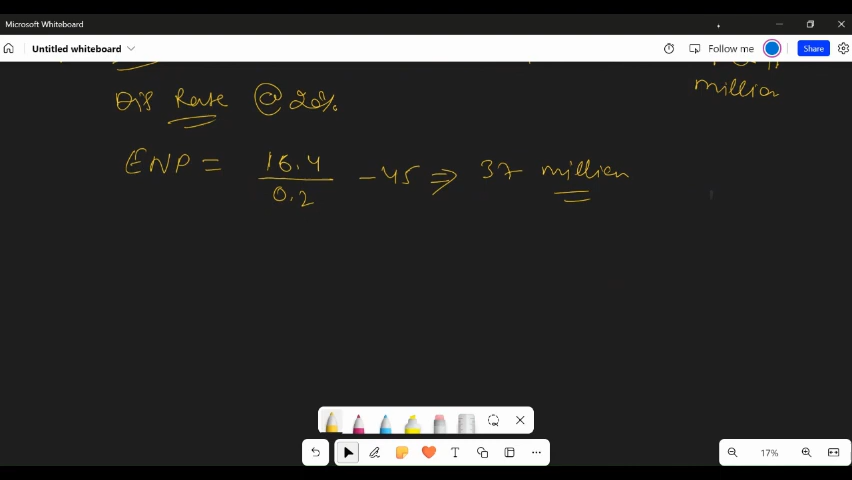 Microsoft Whiteboard
Untitled whiteboard
Follow me
Share
million
Dis Rate @ 20%
ENP = 16.4 / 0.2 - 45 ⇒ 37 million
T
17%